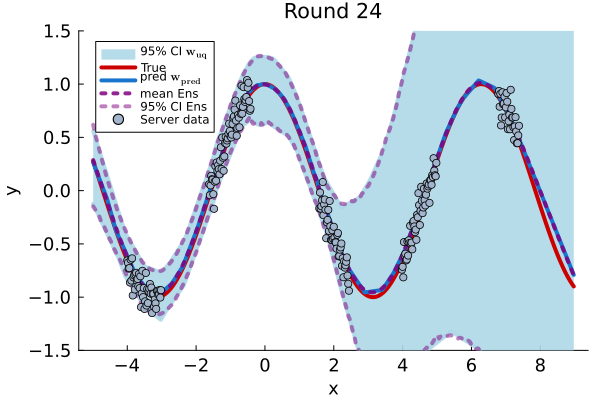 Round 24
1.5
1.0
0.5
0.0
−0.5
−1.0
−1.5
y
95% CI w_uq
True
pred w_pred
mean Ens
95% CI Ens
Server data
−4 −2 0 2 4 6 8
x